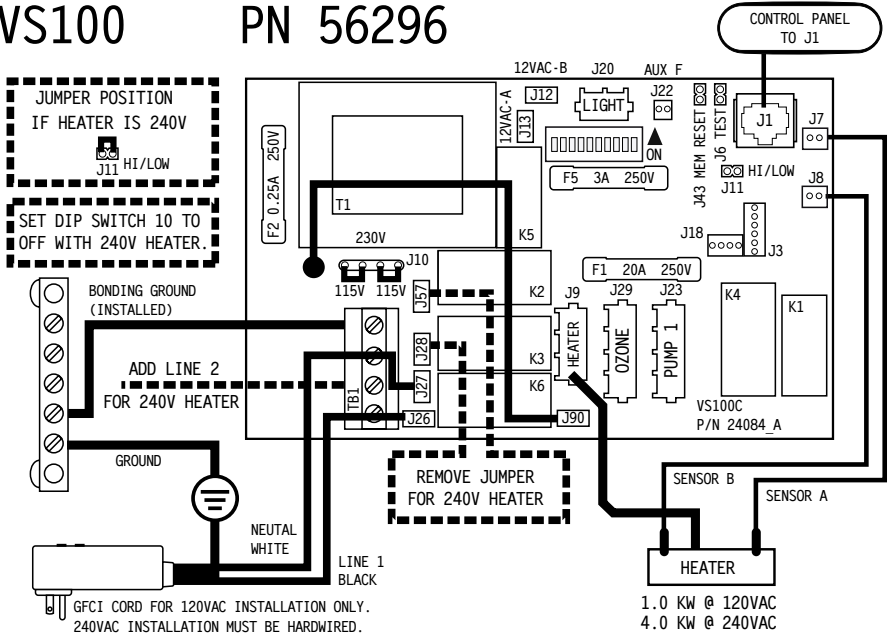 VS100 PN 56296
CONTROL PANEL
TO J1
JUMPER POSITION
IF HEATER IS 240V
J11 HI/LOW
SET DIP SWITCH 10 TO
OFF WITH 240V HEATER.
12VAC-B J20 AUX F
J12
LIGHT
J22
12VAC-A
J13
ON
J43 MEM RESET
J6 TEST
J1
J7
HI/LOW
J11
J8
F2 0.25A 250V
T1
230V
K5
F5 3A 250V
J18
J3
J10
115V 115V
J57
K2
F1 20A 250V
J9
J29
J23
K4
K1
BONDING GROUND
(INSTALLED)
J28
K3
HEATER
OZONE
PUMP 1
ADD LINE 2
FOR 240V HEATER
TB1
J27
K6
J26
J90
VS100C
P/N 24084_A
GROUND
REMOVE JUMPER
FOR 240V HEATER
SENSOR B
SENSOR A
NEUTAL
WHITE
LINE 1
BLACK
HEATER
GFCI CORD FOR 120VAC INSTALLATION ONLY.
240VAC INSTALLATION MUST BE HARDWIRED.
1.0 KW @ 120VAC
4.0 KW @ 240VAC